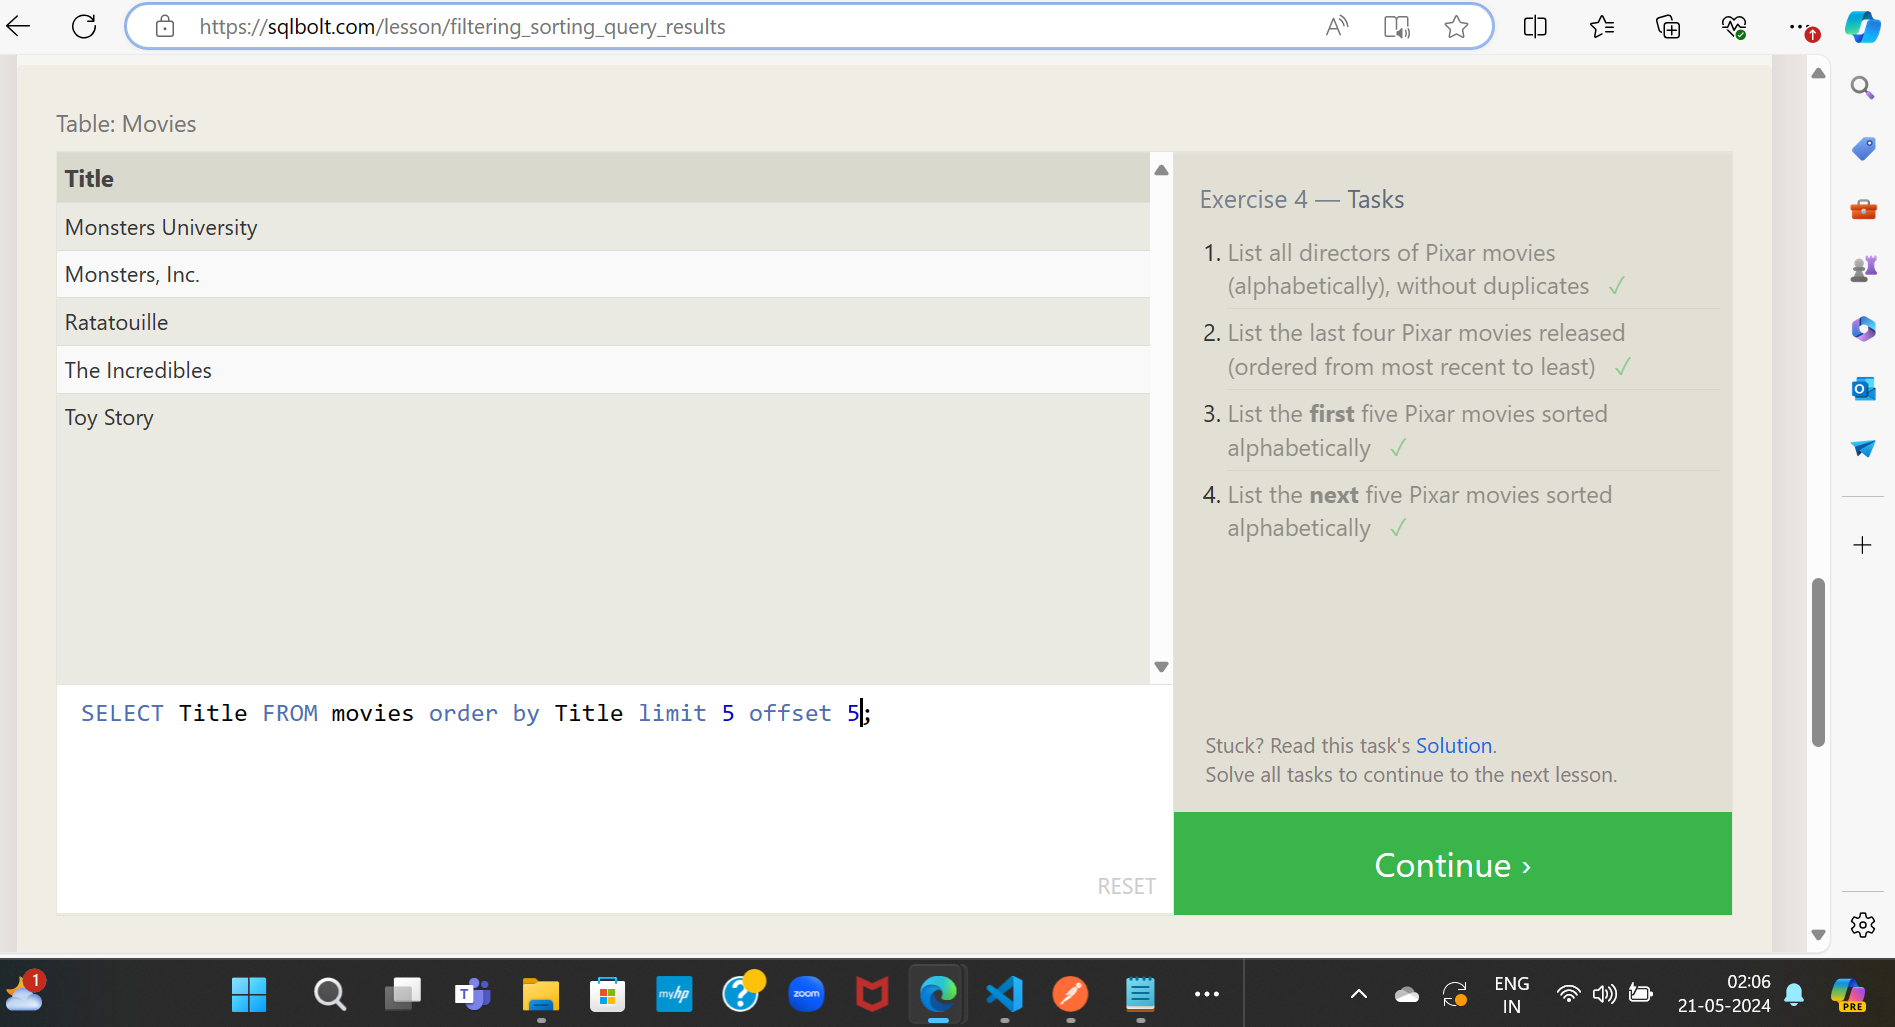 https://sqlbolt.com/lesson/filtering_sorting_query_results
Table: Movies
Title
Monsters University
Monsters, Inc.
Ratatouille
The Incredibles
Toy Story
SELECT Title FROM movies order by Title limit 5 offset 5;
RESET
Exercise 4 — Tasks
1. List all directors of Pixar movies
(alphabetically), without duplicates ✓
2. List the last four Pixar movies released
(ordered from most recent to least) ✓
3. List the first five Pixar movies sorted
alphabetically ✓
4. List the next five Pixar movies sorted
alphabetically ✓
Stuck? Read this task's Solution.
Solve all tasks to continue to the next lesson.
Continue ›
1
myhp
zoom
ENG
IN
02:06
21-05-2024
PRE